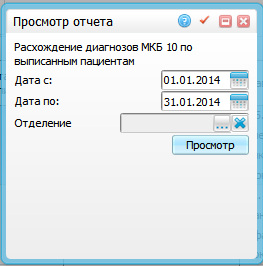 Просмотр отчета
Расхождение диагнозов МКБ 10 по
выписанным пациентам
Дата с: 01.01.2014
Дата по: 31.01.2014
Отделение ...
Просмотр